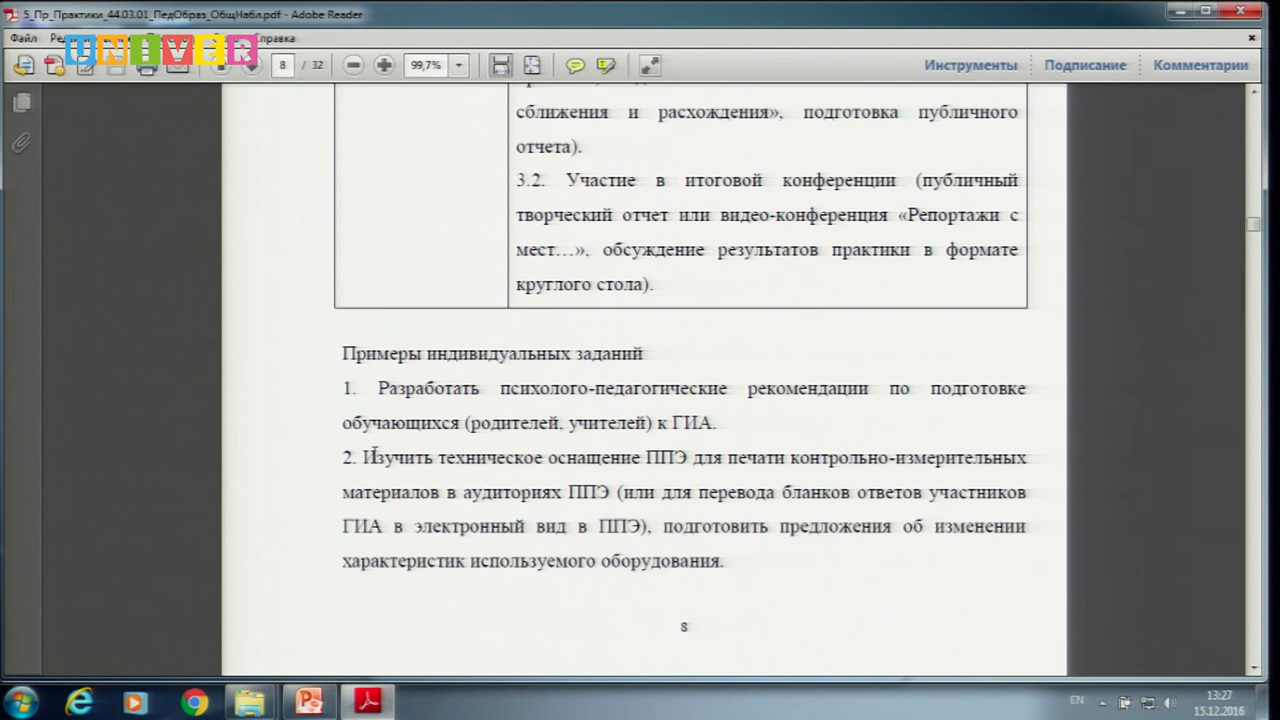 5_Пр_Практики_44.03.01_ПедОбраз_ОбщНабл.pdf - Adobe Reader
Файл
Справка
UNIVER
8 / 32
99,7%
Инструменты
Подписание
Комментарии
сближения и расхождения», подготовка публичного
отчета).
3.2. Участие в итоговой конференции (публичный
творческий отчет или видео-конференция «Репортажи с
мест…», обсуждение результатов практики в формате
круглого стола).
Примеры индивидуальных заданий
1. Разработать психолого-педагогические рекомендации по подготовке
обучающихся (родителей, учителей) к ГИА.
2. Изучить техническое оснащение ППЭ для печати контрольно-измерительных
материалов в аудиториях ППЭ (или для перевода бланков ответов участников
ГИА в электронный вид в ППЭ), подготовить предложения об изменении
характеристик используемого оборудования.
8
EN
13:27
15.12.2016